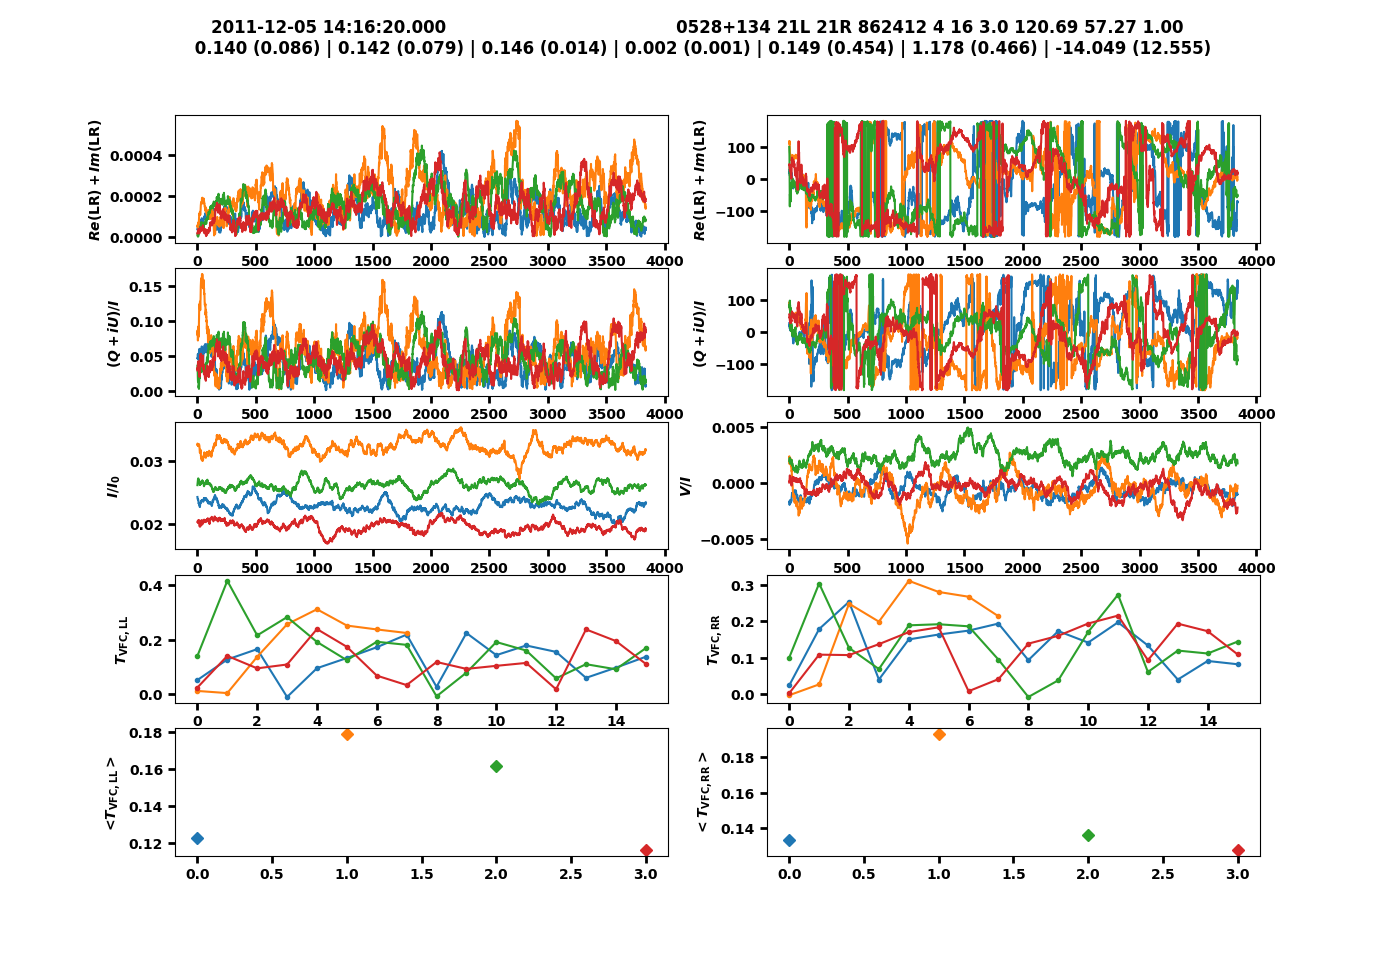 2011-12-05 14:16:20.000 0528+134 21L 21R 862412 4 16 3.0 120.69 57.27 1.00
0.140 (0.086) | 0.142 (0.079) | 0.146 (0.014) | 0.002 (0.001) | 0.149 (0.454) | 1.178 (0.466) | -14.049 (12.555)
Re(LR) + Im(LR)
0.0004
0.0002
0.0000
0 500 1000 1500 2000 2500 3000 3500 4000
Re(LR) + Im(LR)
100
0
−100
0 500 1000 1500 2000 2500 3000 3500 4000
(Q + iU)/I
0.15
0.10
0.05
0.00
0 500 1000 1500 2000 2500 3000 3500 4000
(Q + iU)/I
100
0
−100
0 500 1000 1500 2000 2500 3000 3500 4000
I/I0
0.03
0.02
0 500 1000 1500 2000 2500 3000 3500 4000
V/I
0.005
0.000
−0.005
0 500 1000 1500 2000 2500 3000 3500 4000
TVFC, LL
0.4
0.2
0.0
0 2 4 6 8 10 12 14
TVFC, RR
0.3
0.2
0.1
0.0
0 2 4 6 8 10 12 14
<TVFC, LL >
0.18
0.16
0.14
0.12
0.0 0.5 1.0 1.5 2.0 2.5 3.0
< TVFC, RR >
0.18
0.16
0.14
0.0 0.5 1.0 1.5 2.0 2.5 3.0